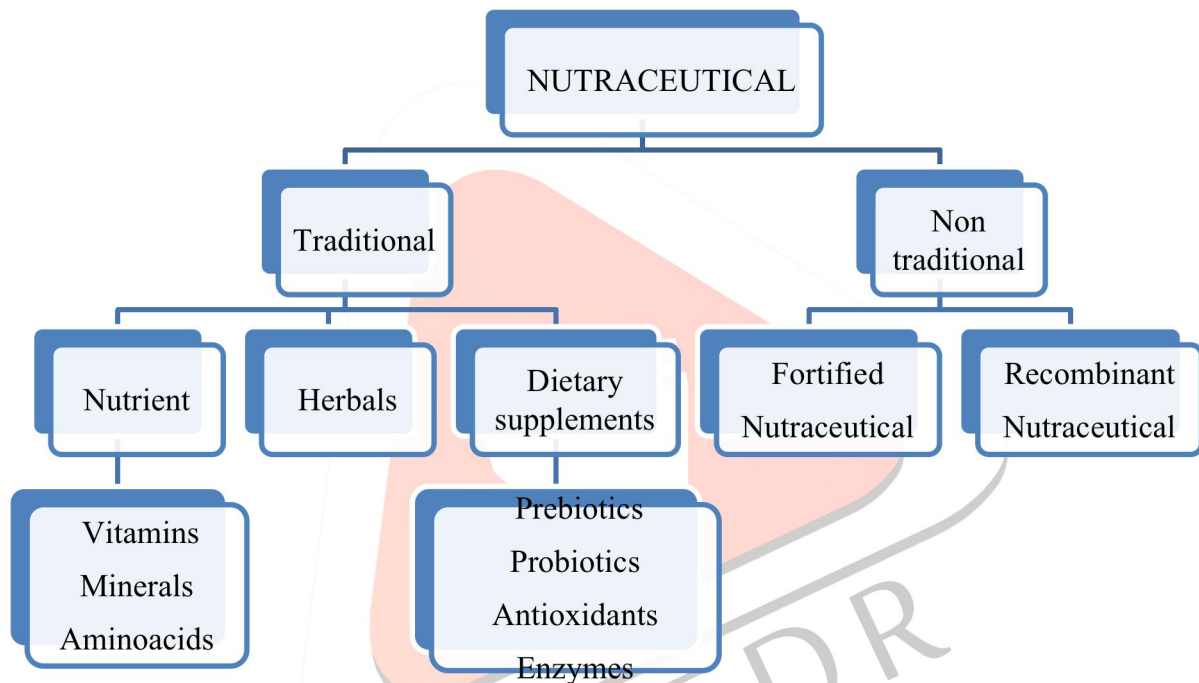 NUTRACEUTICAL
Traditional
Non
traditional
Nutrient
Herbals
Dietary
supplements
Fortified
Nutraceutical
Recombinant
Nutraceutical
Vitamins
Minerals
Aminoacids
Prebiotics
Probiotics
Antioxidants
Enzymes
DR